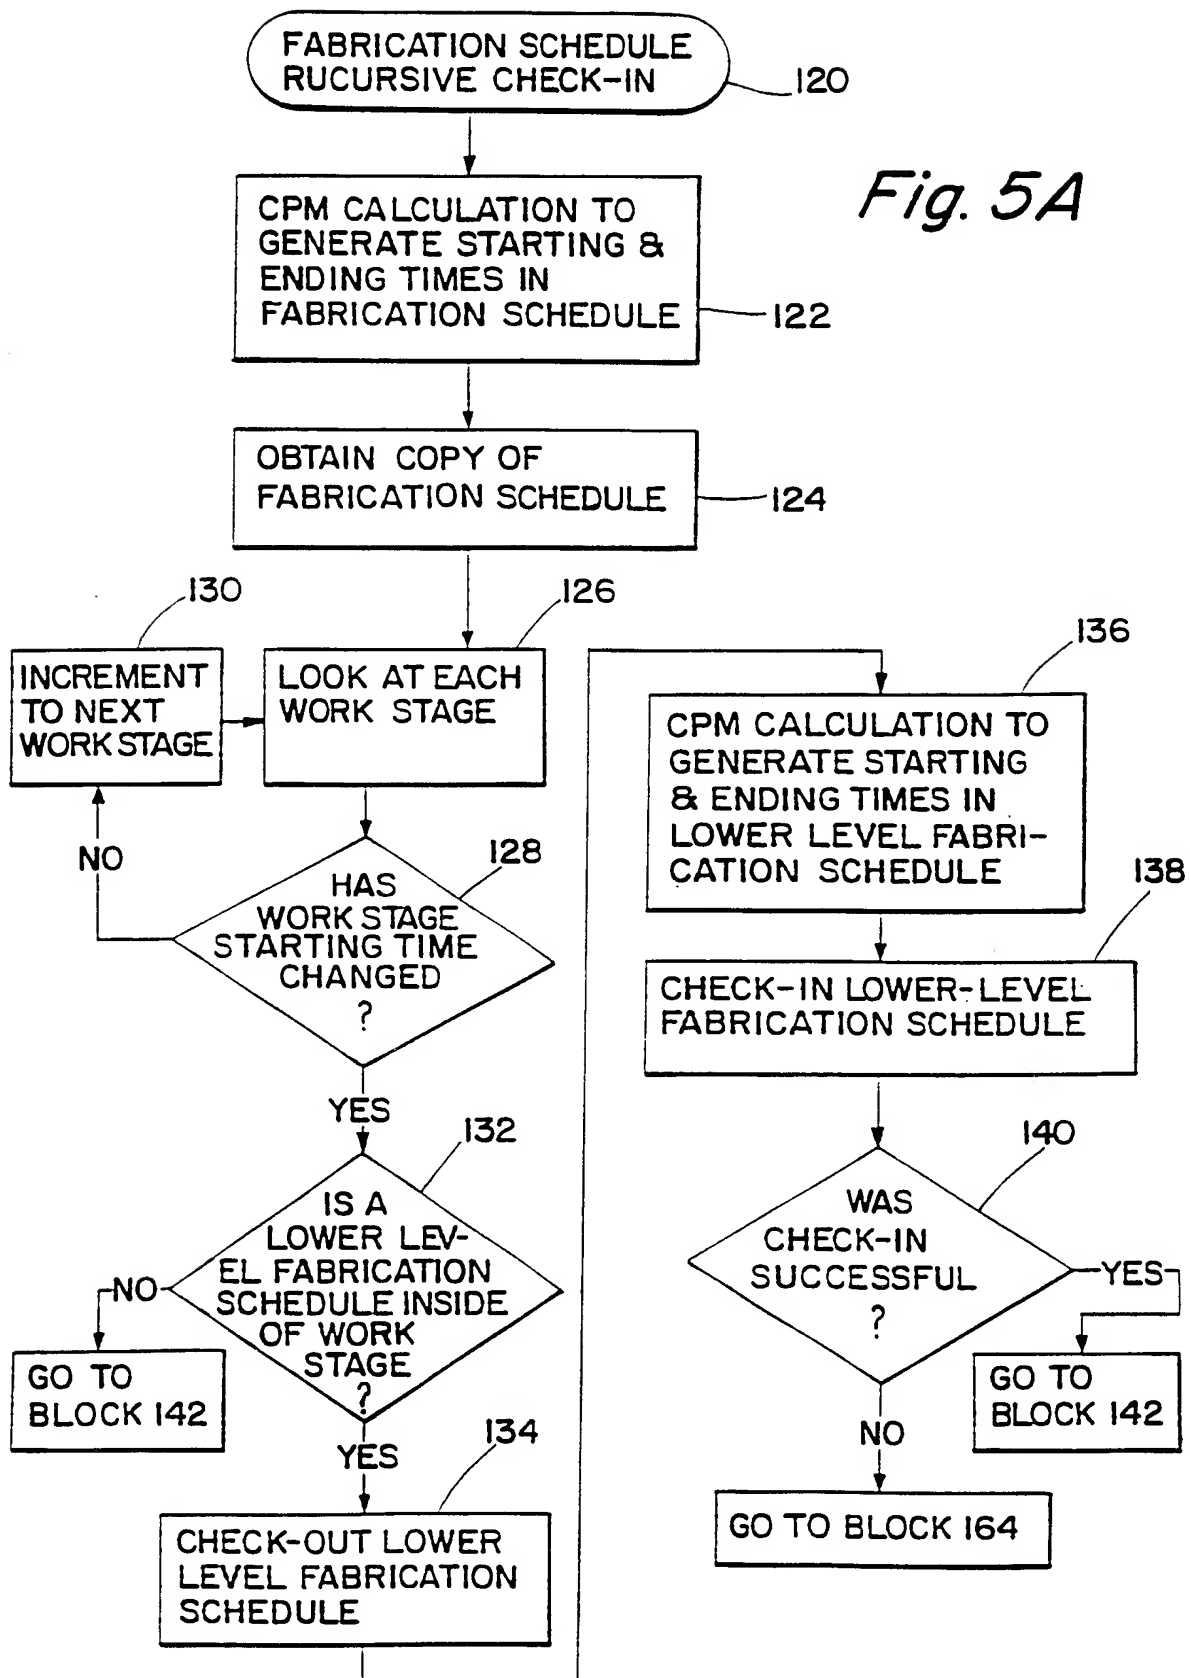 FABRICATION SCHEDULE
RUCURSIVE CHECK-IN
120
Fig. 5A
CPM CALCULATION TO
GENERATE STARTING &
ENDING TIMES IN
FABRICATION SCHEDULE
122
OBTAIN COPY OF
FABRICATION SCHEDULE
124
130
126
INCREMENT
TO NEXT
WORK STAGE
LOOK AT EACH
WORK STAGE
NO
128
HAS
WORK STAGE
STARTING TIME
CHANGED
?
YES
132
IS A
LOWER LEV-
EL FABRICATION
SCHEDULE INSIDE
OF WORK
STAGE
?
NO
GO TO
BLOCK 142
YES
134
CHECK-OUT LOWER
LEVEL FABRICATION
SCHEDULE
136
CPM CALCULATION TO
GENERATE STARTING
& ENDING TIMES IN
LOWER LEVEL FABRI-
CATION SCHEDULE
138
CHECK-IN LOWER-LEVEL
FABRICATION SCHEDULE
140
WAS
CHECK-IN
SUCCESSFUL
?
YES
GO TO
BLOCK 142
NO
GO TO BLOCK 164